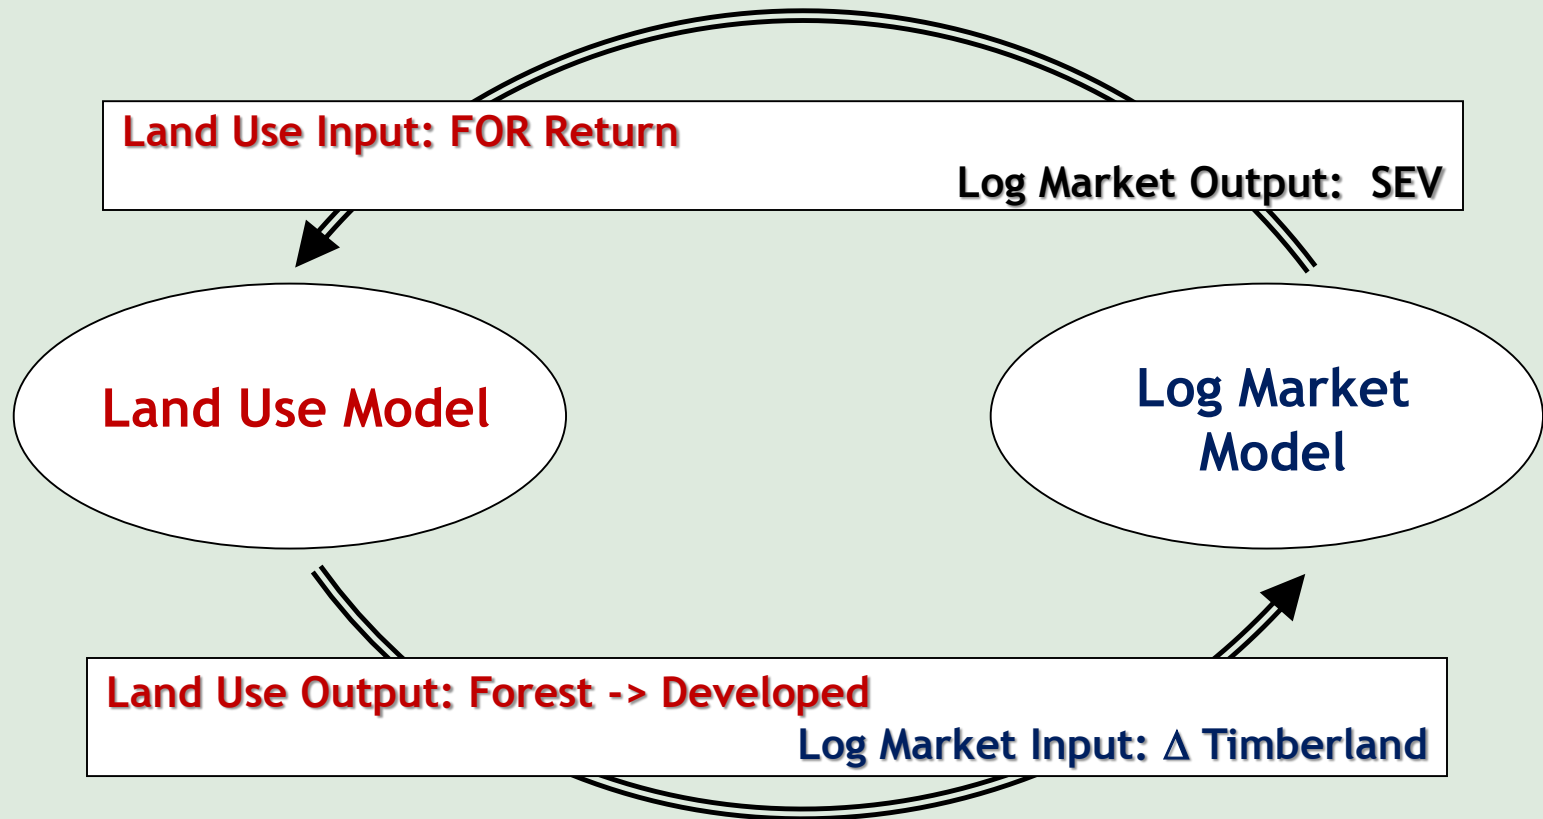 Land Use Input: FOR Return
Log Market Output:  SEV
Land Use Model
Log Market
Model
Land Use Output: Forest -> Developed
Log Market Input: Δ Timberland